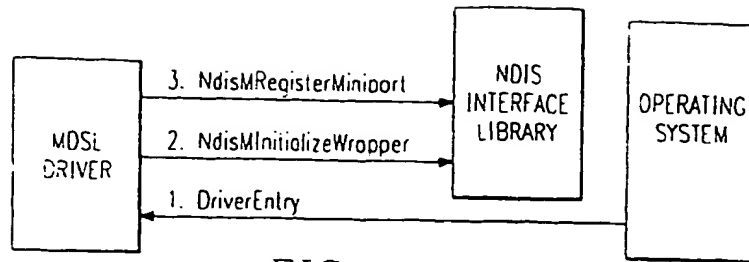 MDSL
DRIVER
3. NdisMRegisterMiniport
2. NdisMInitializeWrapper
1. DriverEntry
NDIS
INTERFACE
LIBRARY
OPERATING
SYSTEM